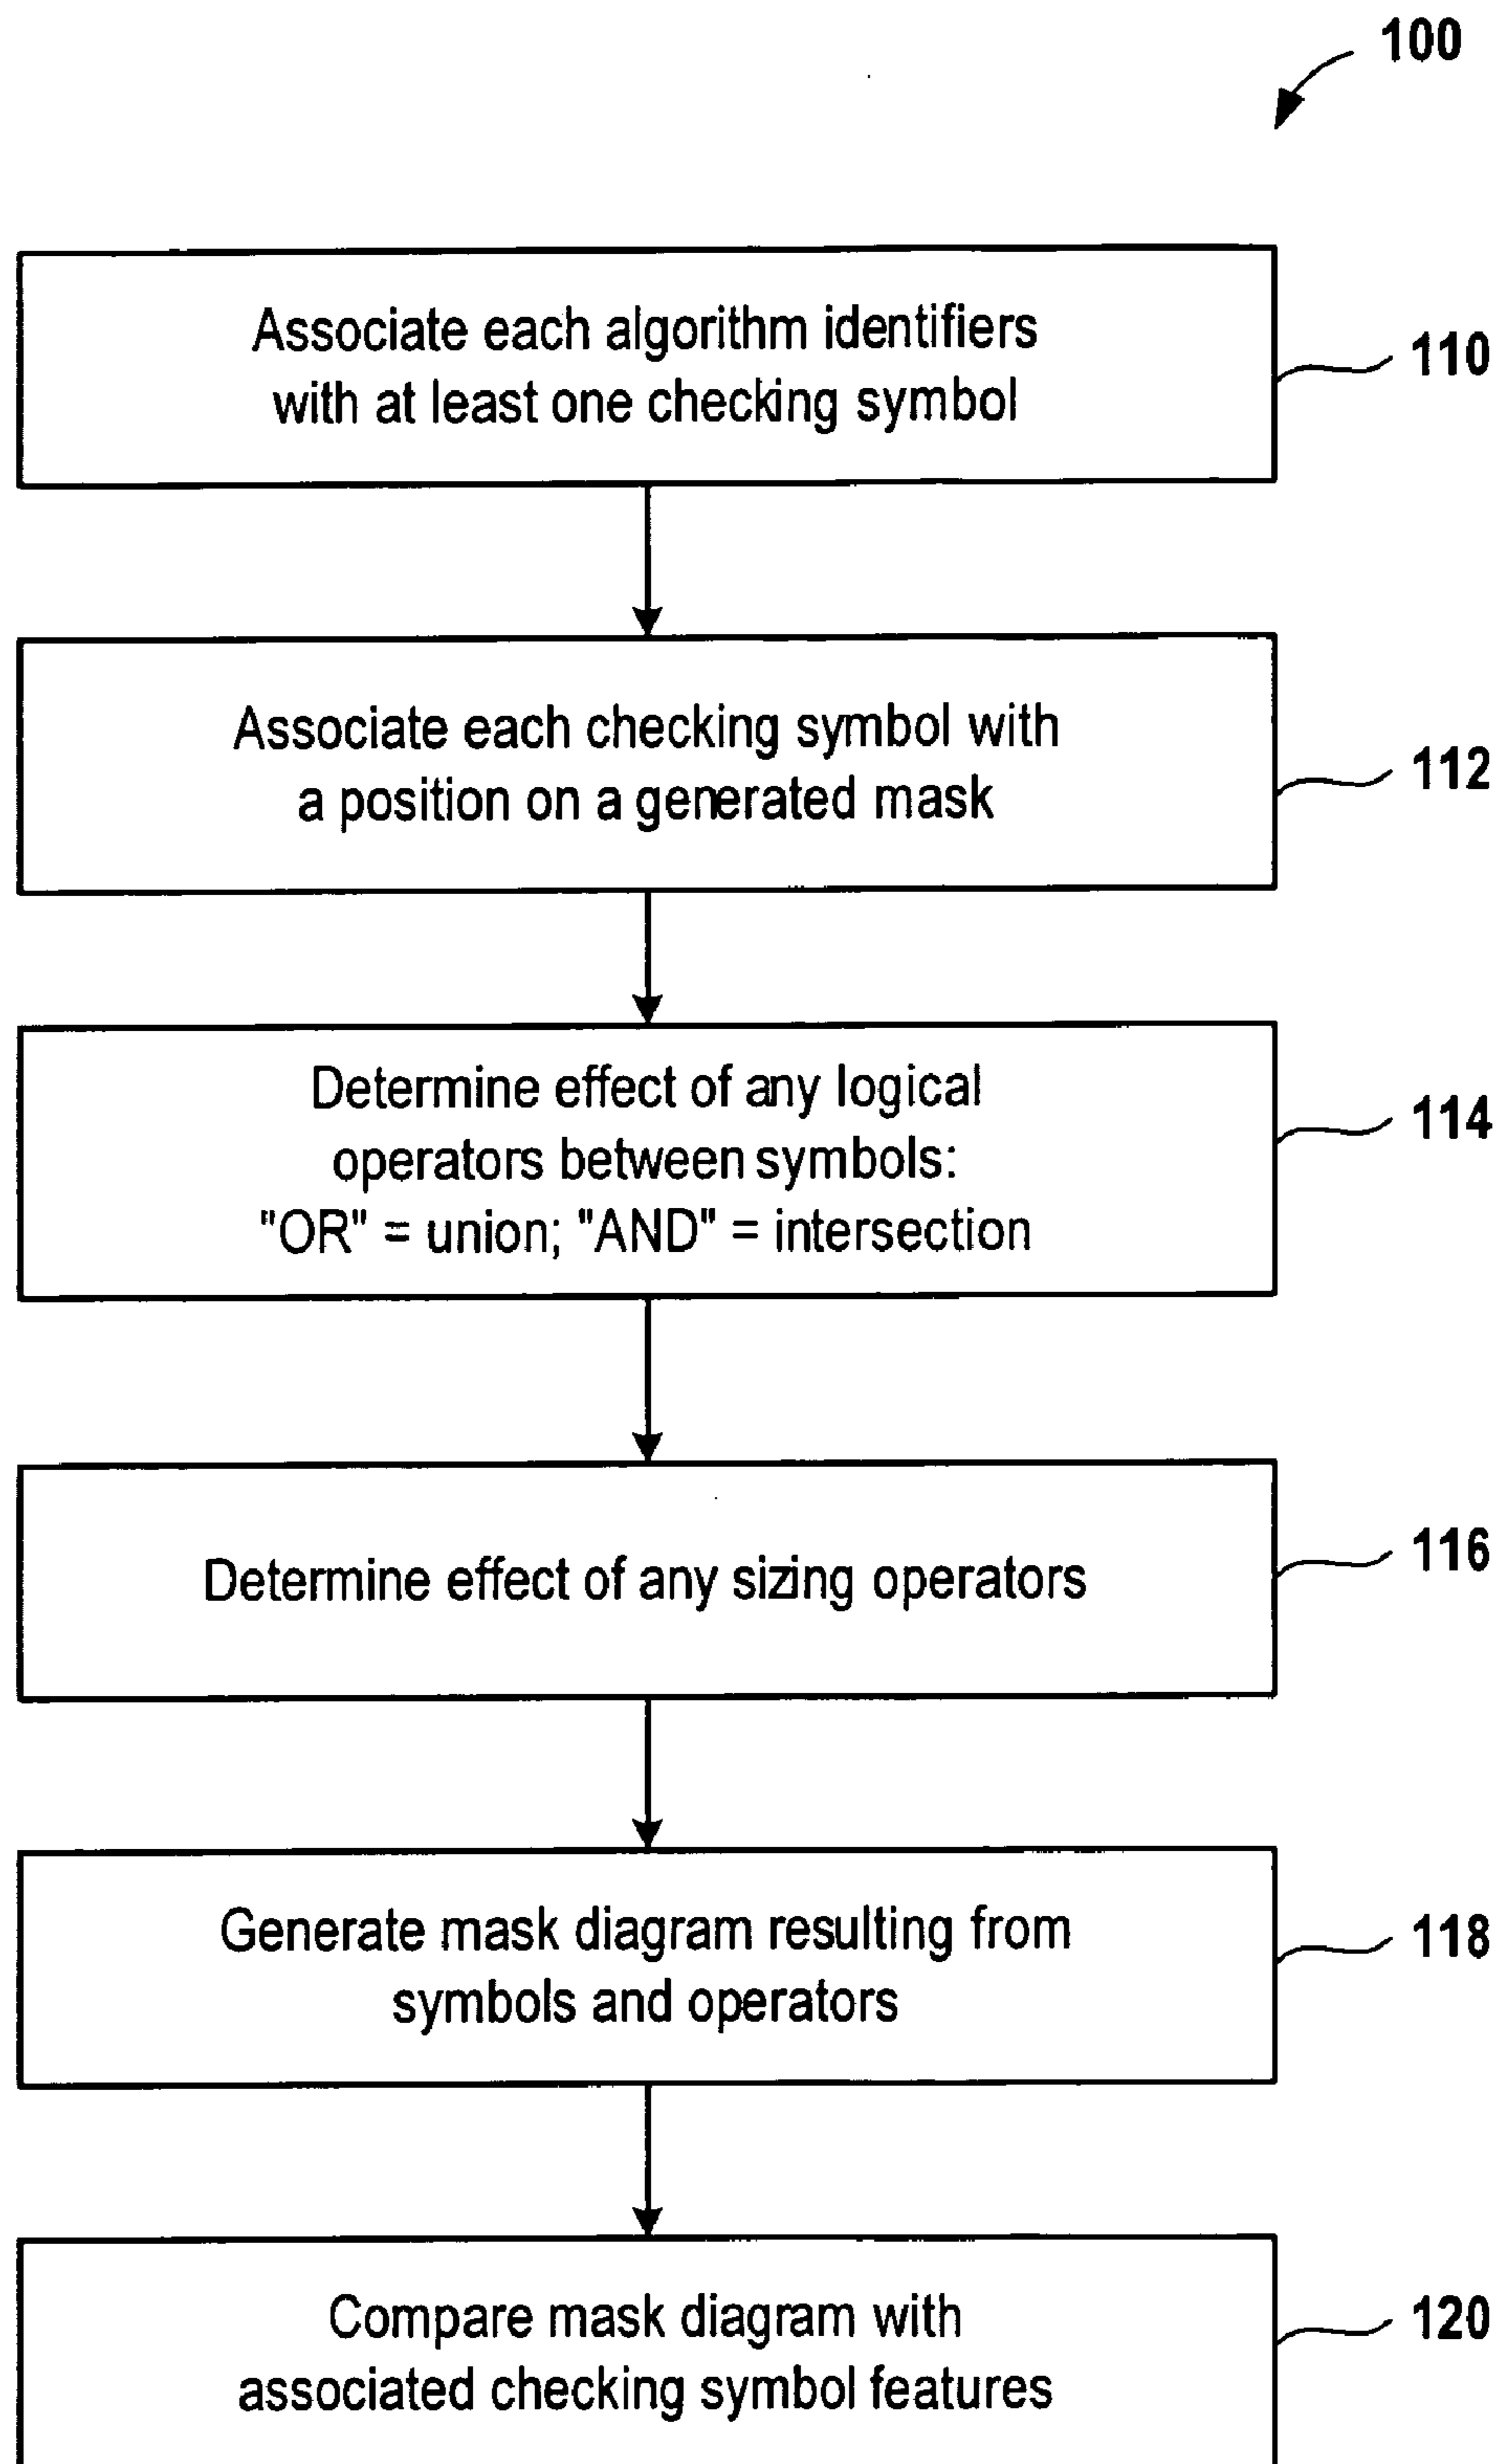 100
Associate each algorithm identifiers
with at least one checking symbol
110
Associate each checking symbol with
a position on a generated mask
112
Determine effect of any logical
operators between symbols:
"OR" = union; "AND" = intersection
114
Determine effect of any sizing operators
116
Generate mask diagram resulting from
symbols and operators
118
Compare mask diagram with
associated checking symbol features
120